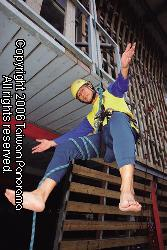 Copyright © 2006 Taiwan Panorama
All rights reserved.